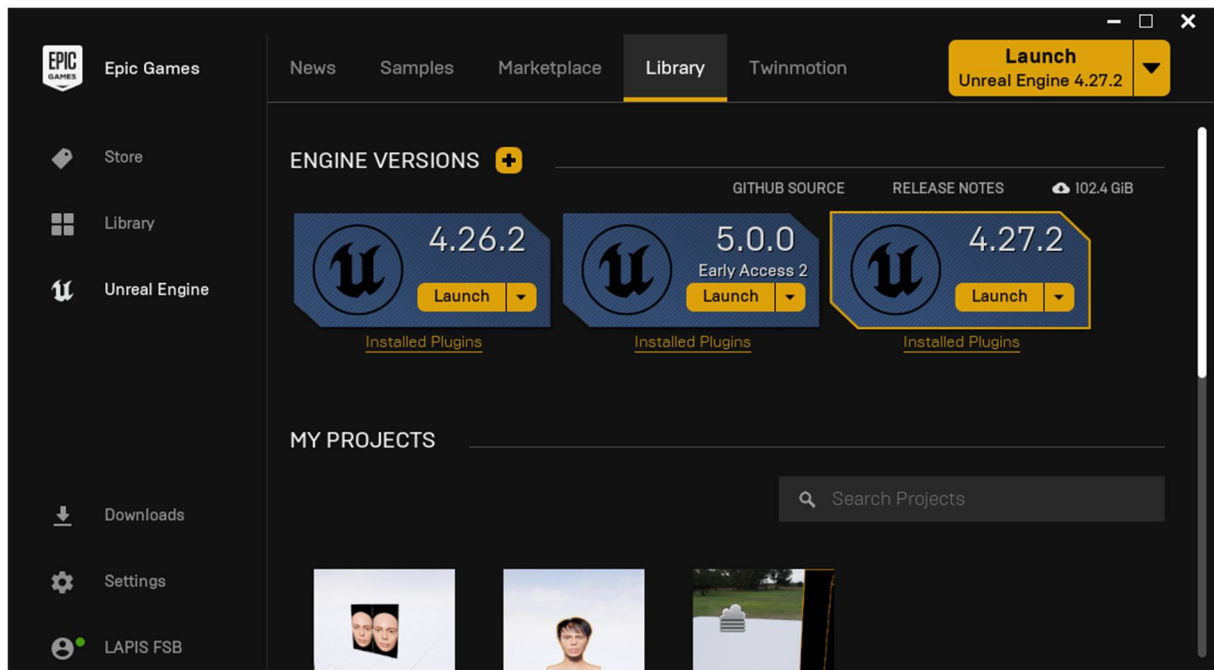 EPIC
GAMES
Epic Games
News
Samples
Marketplace
Library
Twinmotion
Launch
Unreal Engine 4.27.2
Store
Library
Unreal Engine
Downloads
Settings
LAPIS FSB
ENGINE VERSIONS
GITHUB SOURCE
RELEASE NOTES
102.4 GiB
4.26.2
Launch
Installed Plugins
5.0.0
Early Access 2
Launch
Installed Plugins
4.27.2
Launch
Installed Plugins
MY PROJECTS
Search Projects